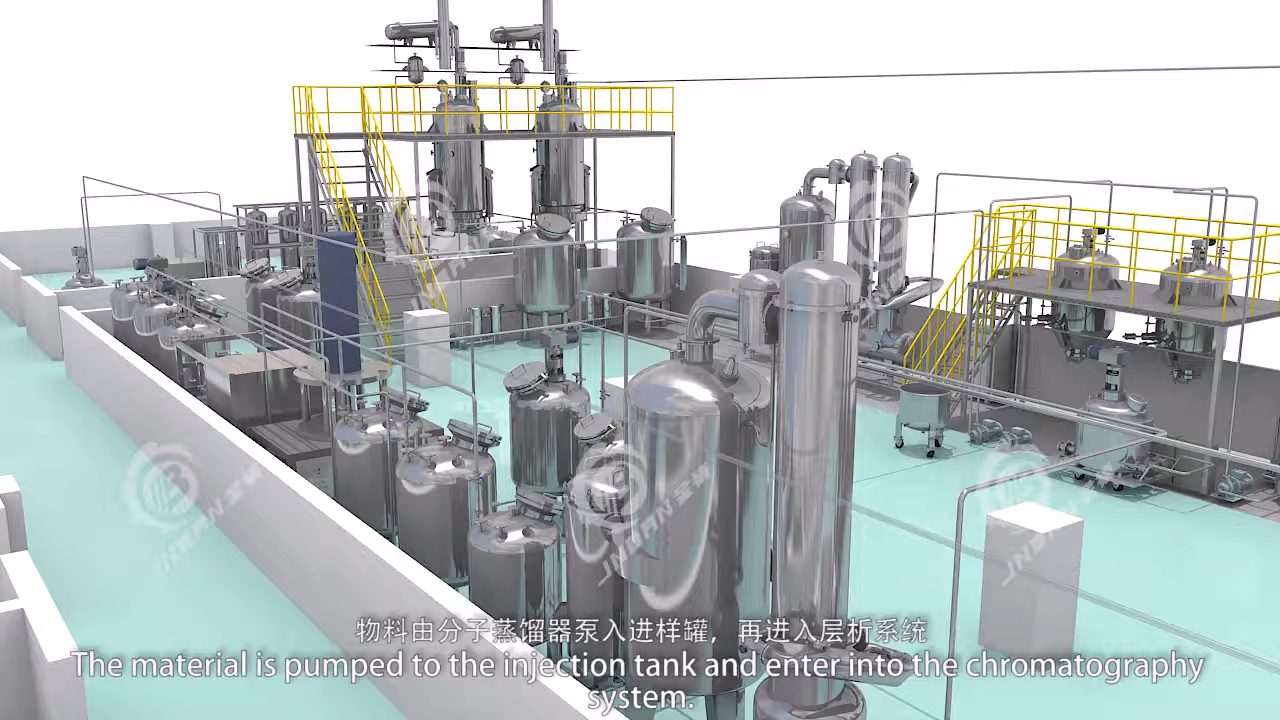 物料由分子蒸馏器泵入进样罐，再进入层析系统
The material is pumped to the injection tank and enter into the chromatography
system.